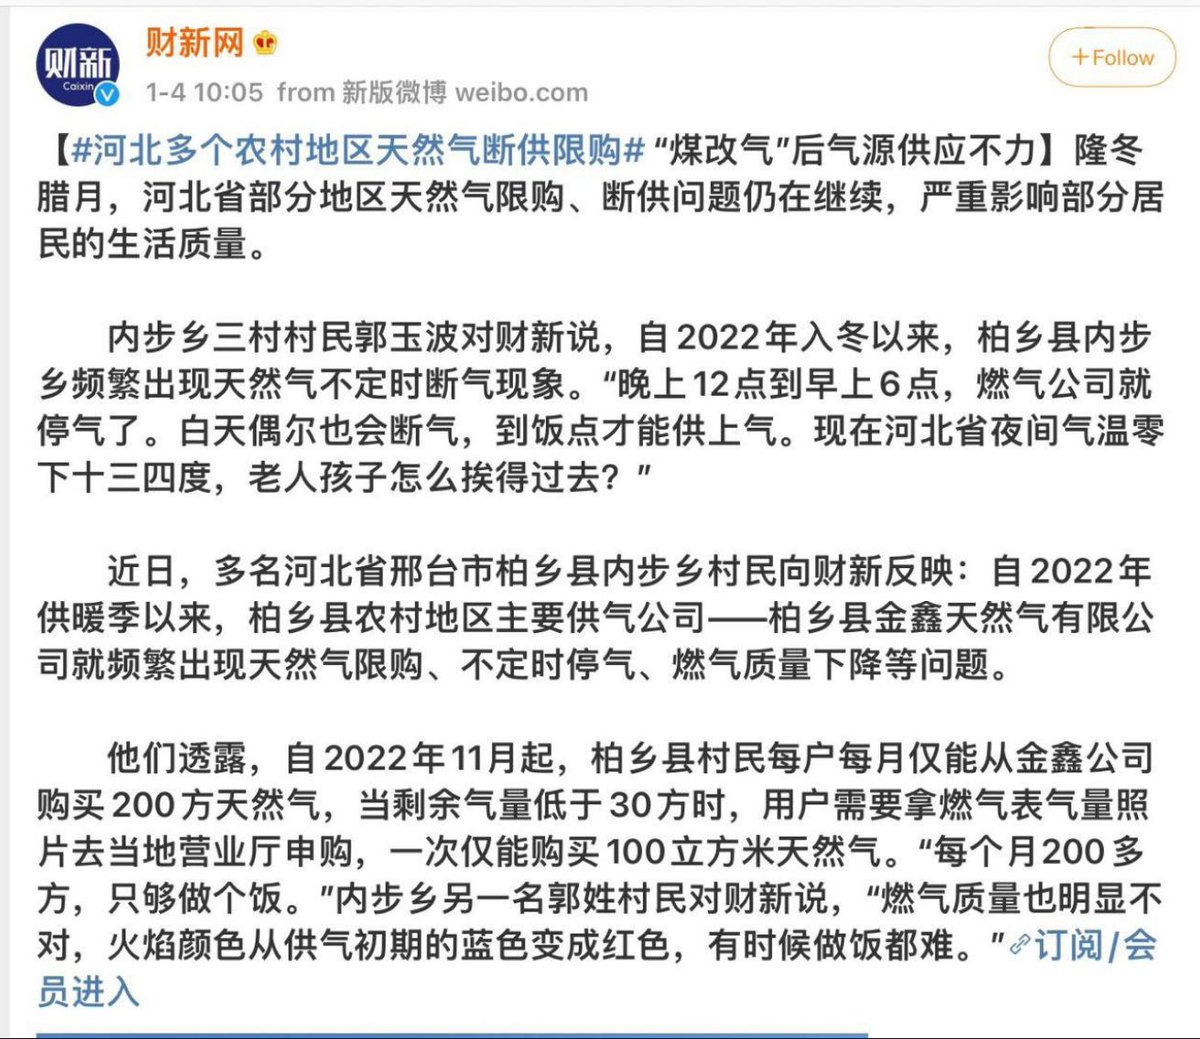 财新
Caixin
财新网
1-4 10:05 from 新版微博 weibo.com
+Follow
【#河北多个农村地区天然气断供限购# “煤改气”后气源供应不力】隆冬
腊月，河北省部分地区天然气限购、断供问题仍在继续，严重影响部分居
民的生活质量。
内步乡三村村民郭玉波对财新说，自2022年入冬以来，柏乡县内步
乡频繁出现天然气不定时断气现象。“晚上12点到早上6点，燃气公司就
停气了。白天偶尔也会断气，到饭点才能供上气。现在河北省夜间气温零
下十三四度，老人孩子怎么挨得过去？”
近日，多名河北省邢台市柏乡县内步乡村民向财新反映：自2022年
供暖季以来，柏乡县农村地区主要供气公司——柏乡县金鑫天然气有限公
司就频繁出现天然气限购、不定时停气、燃气质量下降等问题。
他们透露，自2022年11月起，柏乡县村民每户每月仅能从金鑫公司
购买200方天然气，当剩余气量低于30方时，用户需要拿燃气表气量照
片去当地营业厅申购，一次仅能购买100立方米天然气。“每个月200多
方，只够做个饭。”内步乡另一名郭姓村民对财新说，“燃气质量也明显不
对，火焰颜色从供气初期的蓝色变成红色，有时候做饭都难。”订阅/会
员进入